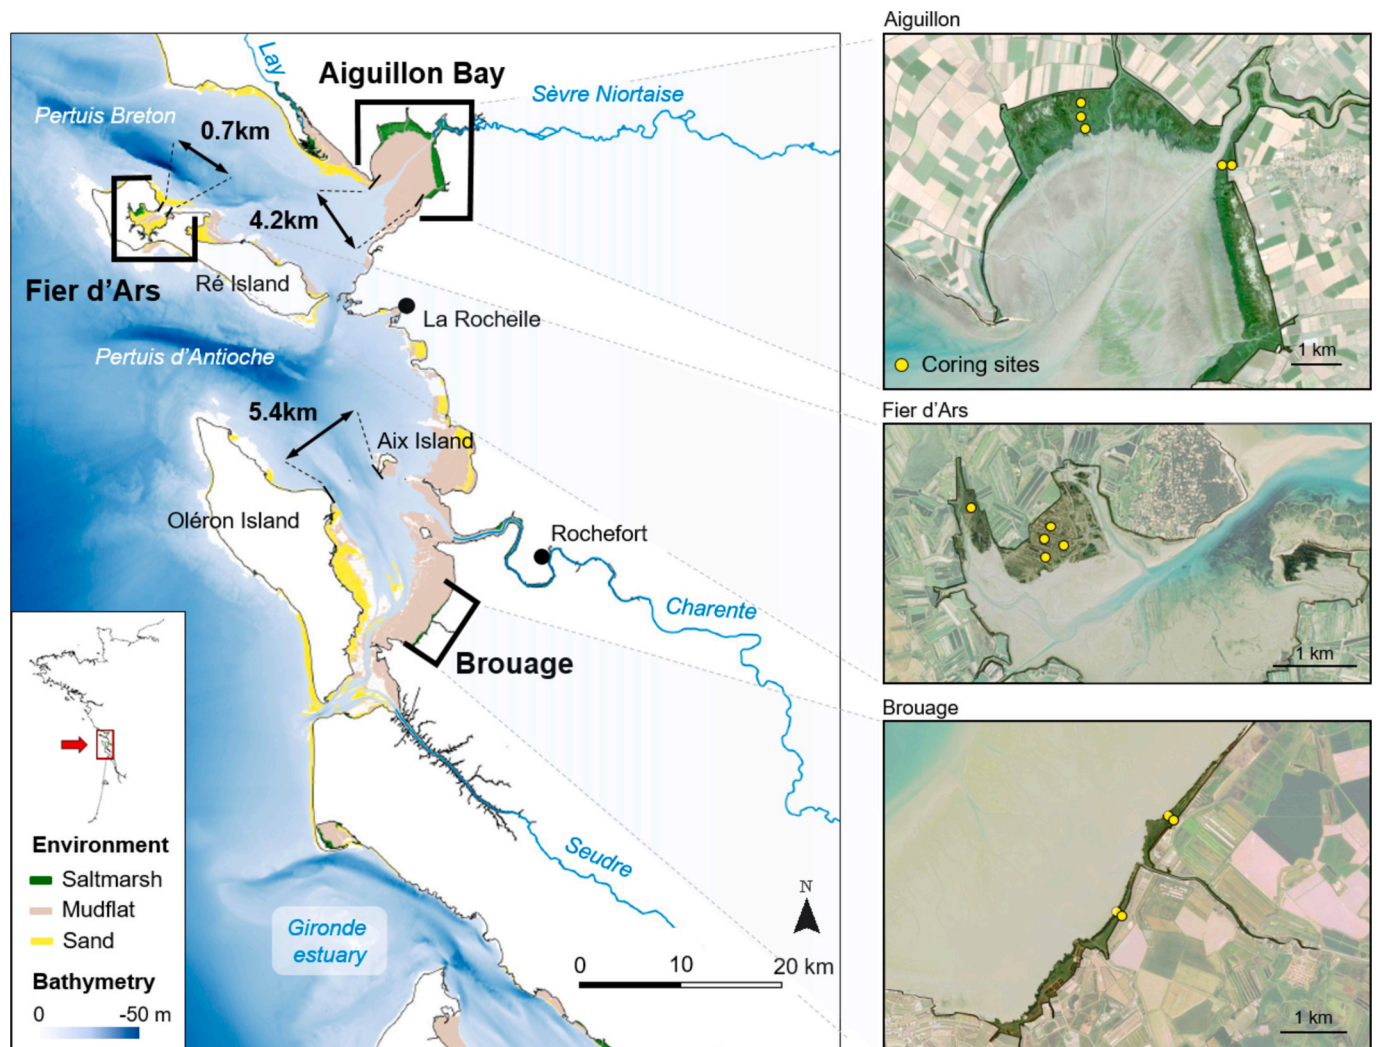 Lay
Aiguillon Bay
Sèvre Niortaise
Pertuis Breton
0.7km
4.2km
Fier d'Ars
Ré Island
La Rochelle
Pertuis d'Antioche
5.4km
Aix Island
Oléron Island
Rochefort
Charente
Brouage
Seudre
Gironde
estuary
N
0 10 20 km
Environment
Saltmarsh
Mudflat
Sand
Bathymetry
0 -50 m
Aiguillon
Coring sites
1 km
Fier d'Ars
1 km
Brouage
1 km